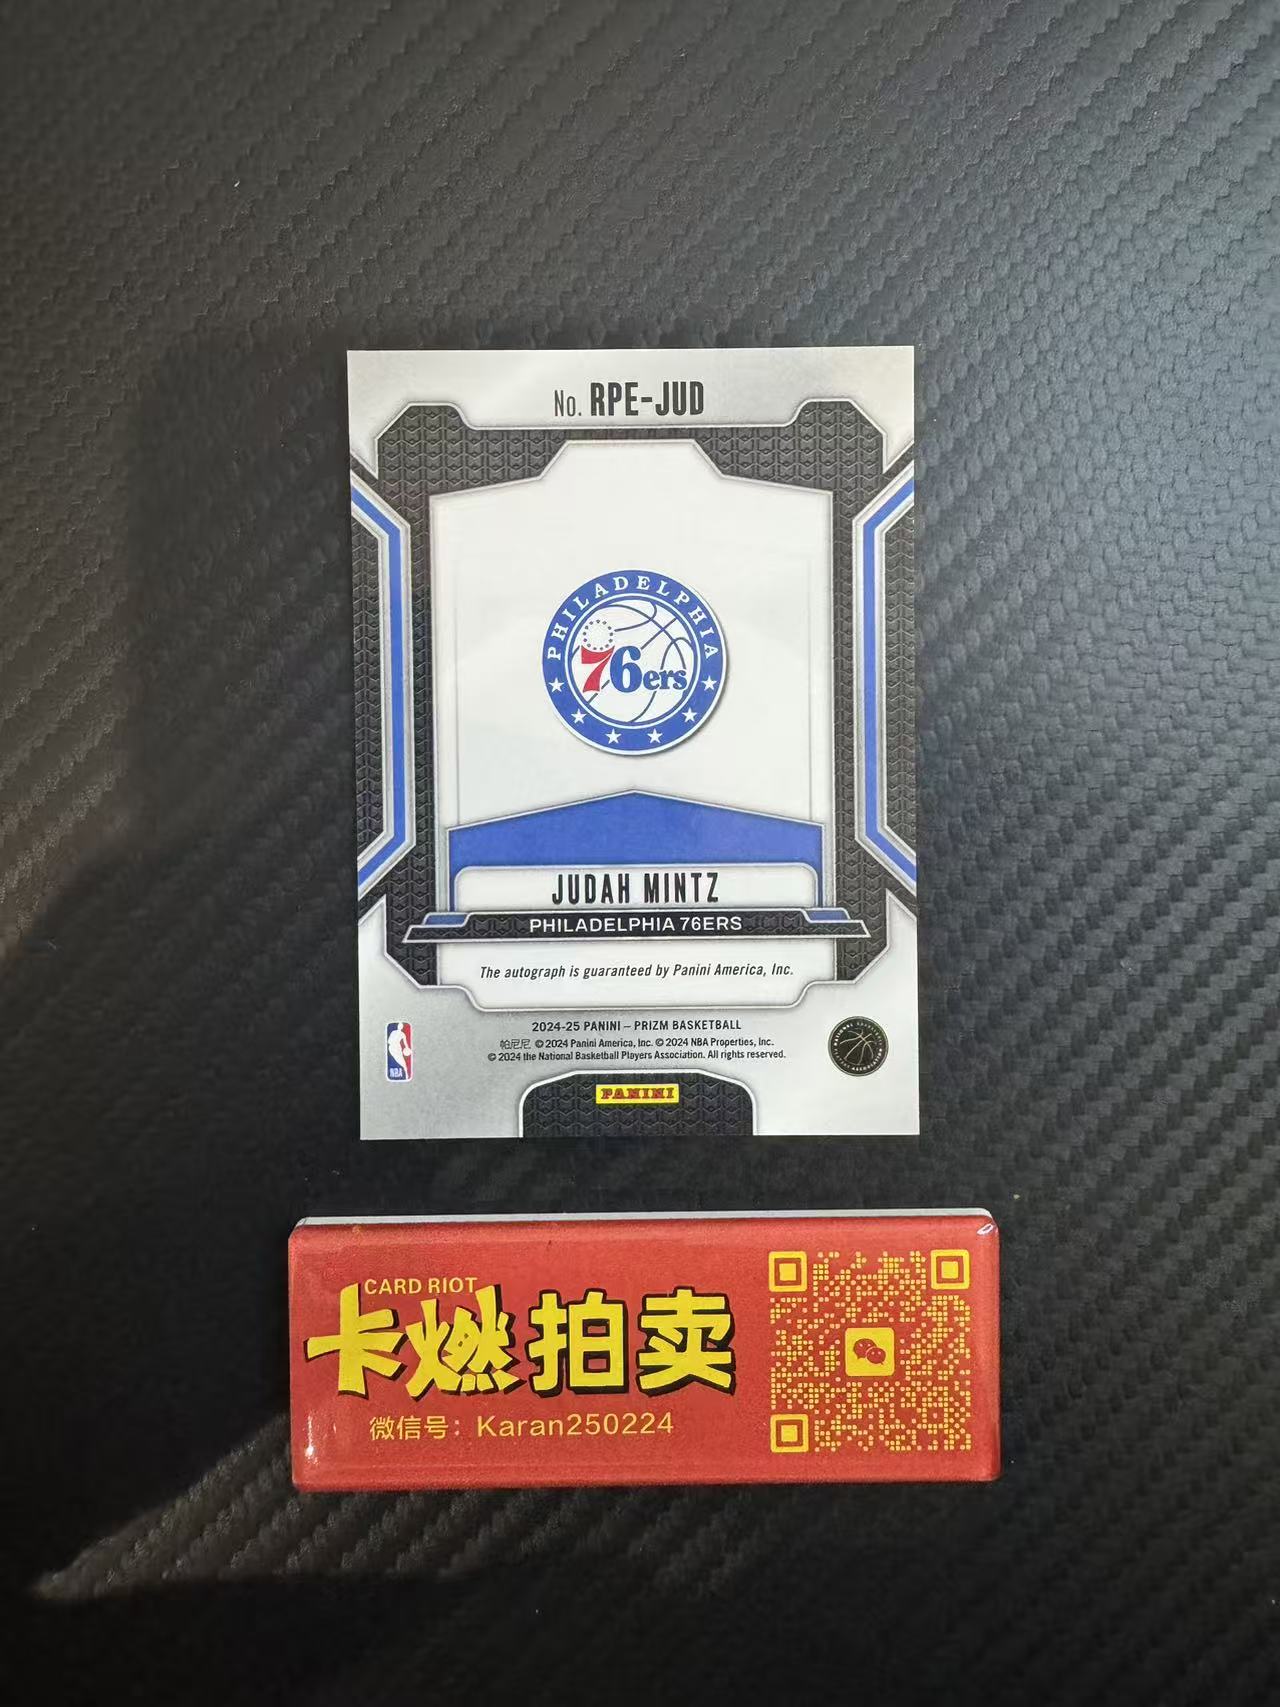 No. RPE-JUD
PHILADELPHIA
76ers
JUDAH MINTZ
PHILADELPHIA 76ERS
The autograph is guaranteed by Panini America, Inc.
2024-25 PANINI – PRIZM BASKETBALL
帕尼尼 © 2024 Panini America, Inc. © 2024 NBA Properties, Inc.
© 2024 the National Basketball Players Association. All rights reserved.
NBA
PANINI
CARD RIOT
卡燃拍卖
微信号：Karan250224